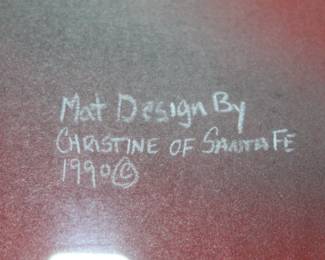 Mat Design By
CHRISTINE OF SANTA FE
1990©